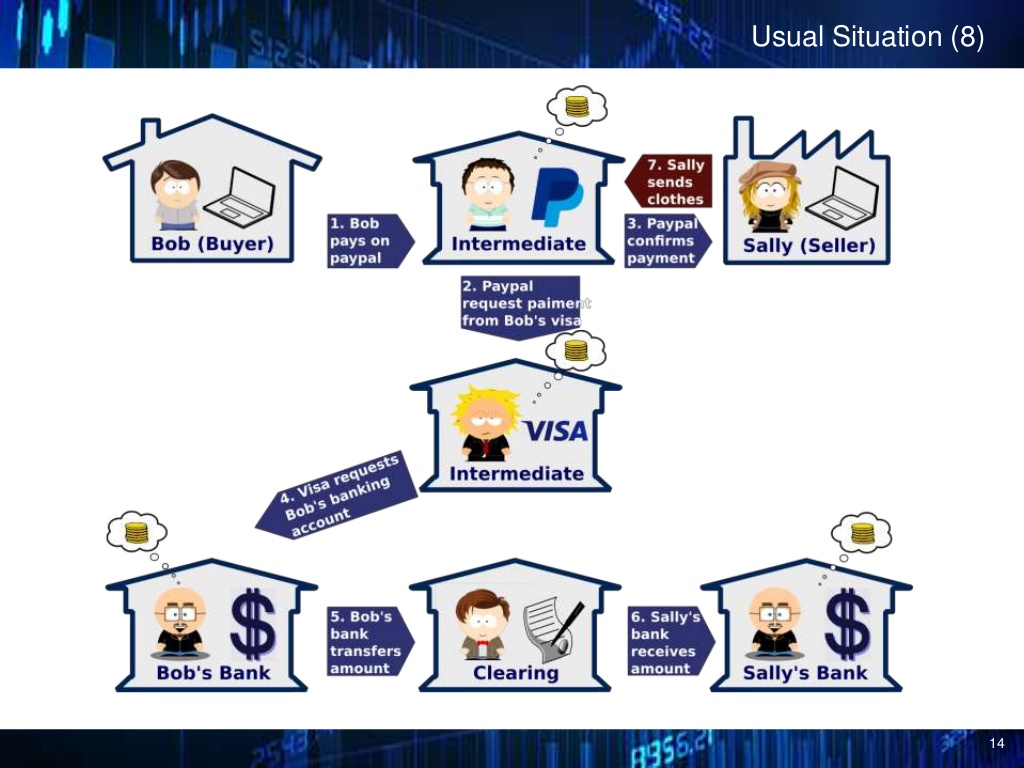 Usual Situation (8)
Bob (Buyer)
1. Bob
pays on
paypal
Intermediate
7. Sally
sends
clothes
3. Paypal
confirms
payment
Sally (Seller)
2. Paypal
request paiment
from Bob's visa
VISA
Intermediate
4. Visa requests
Bob's banking
account
$
Bob's Bank
5. Bob's
bank
transfers
amount
Clearing
6. Sally's
bank
receives
amount
$
Sally's Bank
14